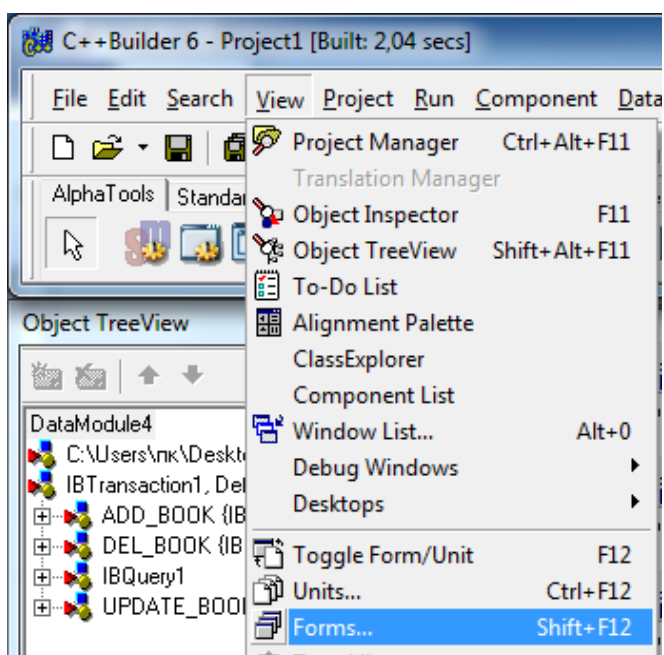 C++Builder 6 - Project1 [Built: 2,04 secs]
File Edit Search View Project Run Component Data
Project Manager Ctrl+Alt+F11
Translation Manager
AlphaTools Standar
Object Inspector F11
Object TreeView Shift+Alt+F11
To-Do List
Object TreeView
Alignment Palette
ClassExplorer
Component List
DataModule4
Window List... Alt+0
C:\Users\пк\Deskt
Debug Windows
IBTransaction1, Del
Desktops
ADD_BOOK {IB
DEL_BOOK {IB
Toggle Form/Unit F12
IBQuery1
Units... Ctrl+F12
UPDATE_BOO
Forms... Shift+F12